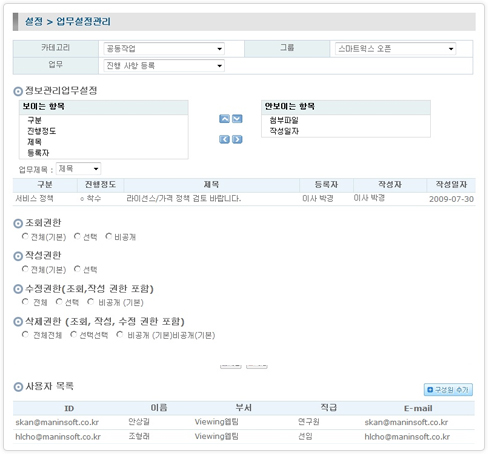 설정 > 업무설정관리
카테고리 공동작업 그룹 스마트웍스 오픈
업무 진행 사항 등록
정보관리업무설정
보이는 항목 안보이는 항목
구분 첨부파일
진행정도 작성일자
제목
등록자
업무제목 : 제목
구분 진행정도 제목 등록자 작성자 작성일자
서비스 정책 ○ 착수 라이선스/가격 정책 검토 바랍니다. 이사 박경 이사 박경 2009-07-30
조회권한
전체(기본) 선택 비공개
작성권한
전체(기본) 선택
수정권한(조회,작성 권한 포함)
전체 선택 비공개 (기본)
삭제권한 (조회, 작성, 수정 권한 포함)
전체전체 선택선택 비공개 (기본)비공개(기본)
사용자 목록 구성원 추가
ID 이름 부서 직급 E-mail
skan@maninsoft.co.kr 안상길 Viewing웹팀 연구원 skan@maninsoft.co.kr
hlcho@maninsoft.co.kr 조형래 Viewing웹팀 선임 hlcho@maninsoft.co.kr